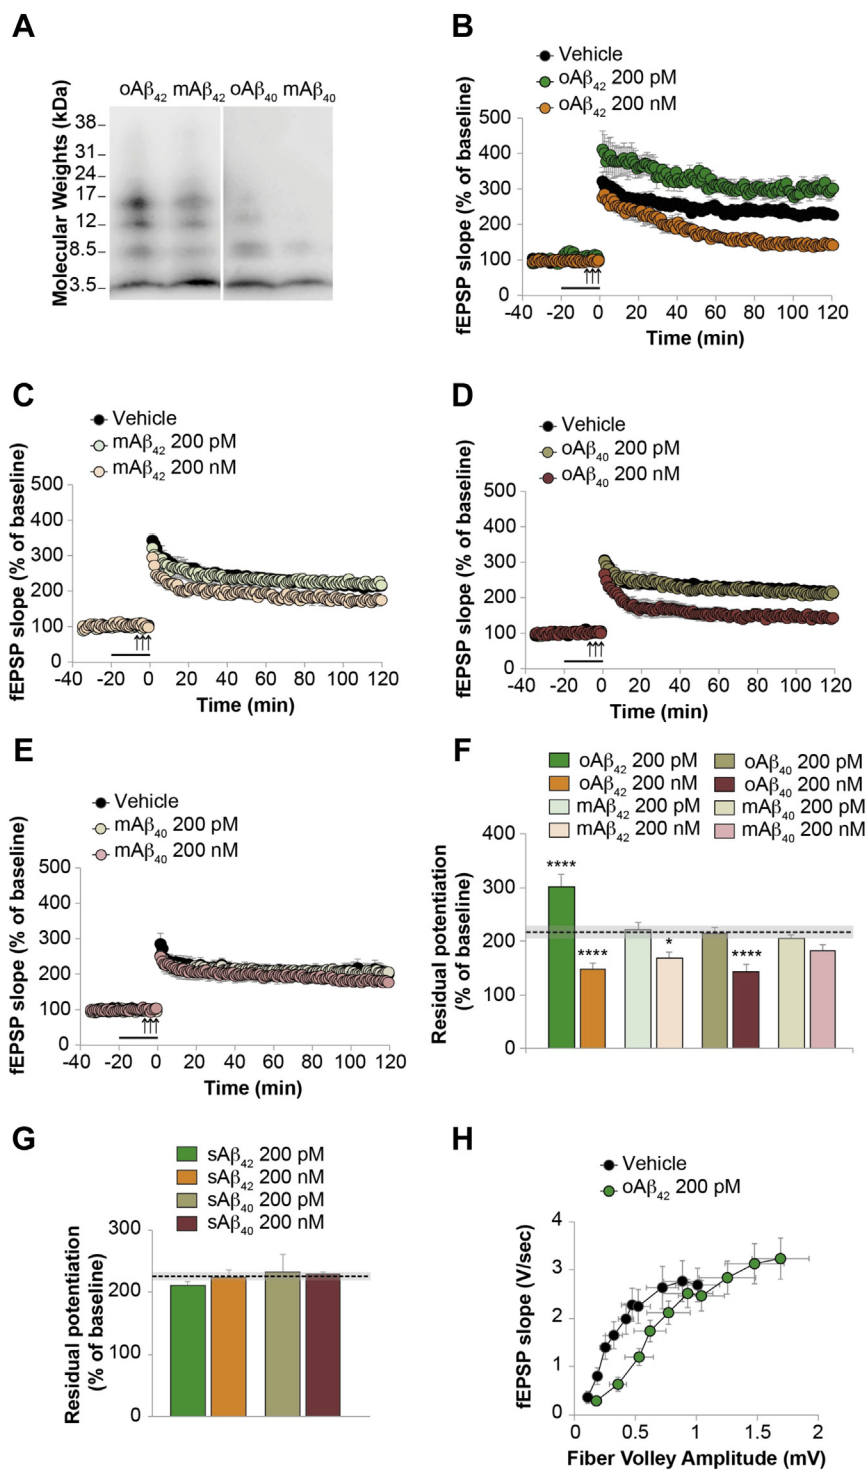 A
oAβ42 mAβ42 oAβ40 mAβ40
Molecular Weights (kDa)
38
31
24
17
12
8.5
3.5
B
Vehicle
oAβ42 200 pM
oAβ42 200 nM
fEPSP slope (% of baseline)
500
400
300
200
100
0
-40 -20 0 20 40 60 80 100 120
Time (min)
C
Vehicle
mAβ42 200 pM
mAβ42 200 nM
fEPSP slope (% of baseline)
500
400
300
200
100
0
-40 -20 0 20 40 60 80 100 120
Time (min)
D
Vehicle
oAβ40 200 pM
oAβ40 200 nM
fEPSP slope (% of baseline)
500
400
300
200
100
0
-40 -20 0 20 40 60 80 100 120
Time (min)
E
Vehicle
mAβ40 200 pM
mAβ40 200 nM
fEPSP slope (% of baseline)
500
400
300
200
100
0
-40 -20 0 20 40 60 80 100 120
Time (min)
F
oAβ42 200 pM
oAβ42 200 nM
mAβ42 200 pM
mAβ42 200 nM
oAβ40 200 pM
oAβ40 200 nM
mAβ40 200 pM
mAβ40 200 nM
Residual potentiation
(% of baseline)
400
300
200
100
0
****
****
*
****
G
sAβ42 200 pM
sAβ42 200 nM
sAβ40 200 pM
sAβ40 200 nM
Residual potentiation
(% of baseline)
300
200
100
0
H
Vehicle
oAβ42 200 pM
fEPSP slope (V/sec)
4
3
2
1
0
0 0.5 1 1.5 2
Fiber Volley Amplitude (mV)